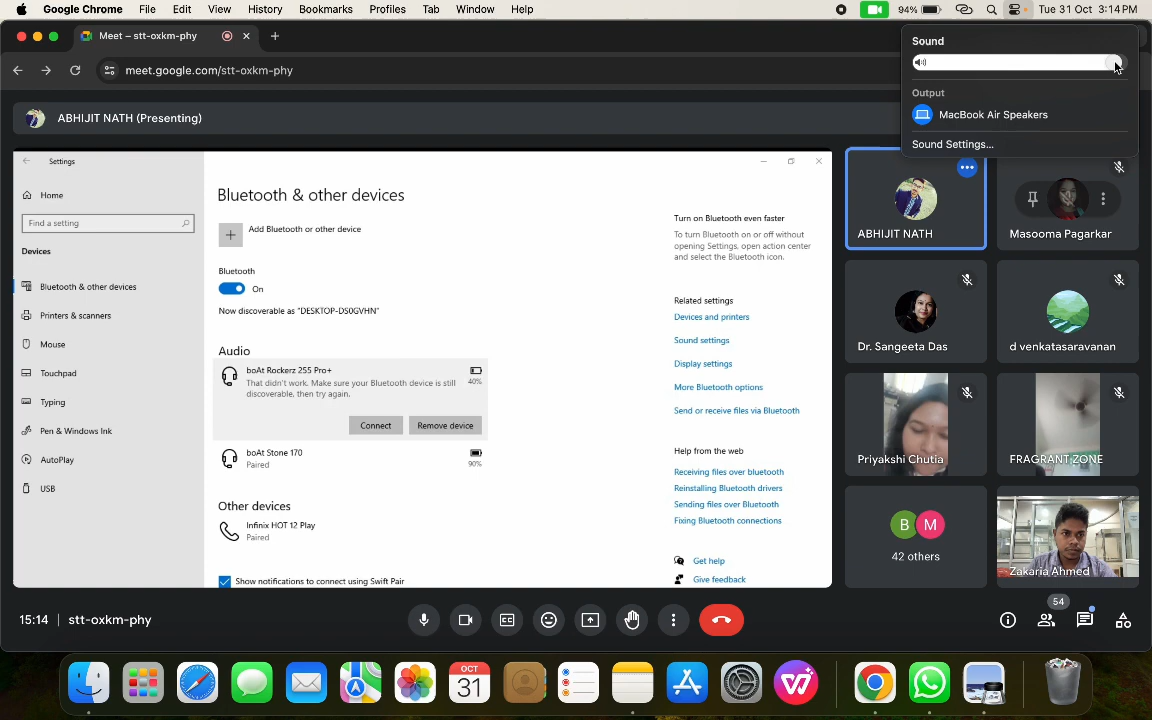 Google Chrome File Edit View History Bookmarks Profiles Tab Window Help 94% Tue 31 Oct 3:14 PM
Meet – stt-oxkm-phy
meet.google.com/stt-oxkm-phy
Sound
Output
MacBook Air Speakers
Sound Settings...
ABHIJIT NATH (Presenting)
Settings
Home
Find a setting
Devices
Bluetooth & other devices
Printers & scanners
Mouse
Touchpad
Typing
Pen & Windows Ink
AutoPlay
USB
Bluetooth & other devices
Add Bluetooth or other device
Bluetooth
On
Now discoverable as "DESKTOP-DS0GVHN"
Audio
boAt Rockerz 255 Pro+
40%
That didn't work. Make sure your Bluetooth device is still
discoverable, then try again.
Connect Remove device
boAt Stone 170
Paired
90%
Other devices
Infinix HOT 12 Play
Paired
Show notifications to connect using Swift Pair
Turn on Bluetooth even faster
To turn Bluetooth on or off without
opening Settings, open action center
and select the Bluetooth icon.
Related settings
Devices and printers
Sound settings
Display settings
More Bluetooth options
Send or receive files via Bluetooth
Help from the web
Receiving files over bluetooth
Reinstalling Bluetooth drivers
Sending files over Bluetooth
Fixing Bluetooth connections
Get help
Give feedback
ABHIJIT NATH
Masooma Pagarkar
Dr. Sangeeta Das
d venkatasaravanan
Priyakshi Chutia
FRAGRANT ZONE
B M
42 others
Zakaria Ahmed
15:14 | stt-oxkm-phy
54
OCT
31